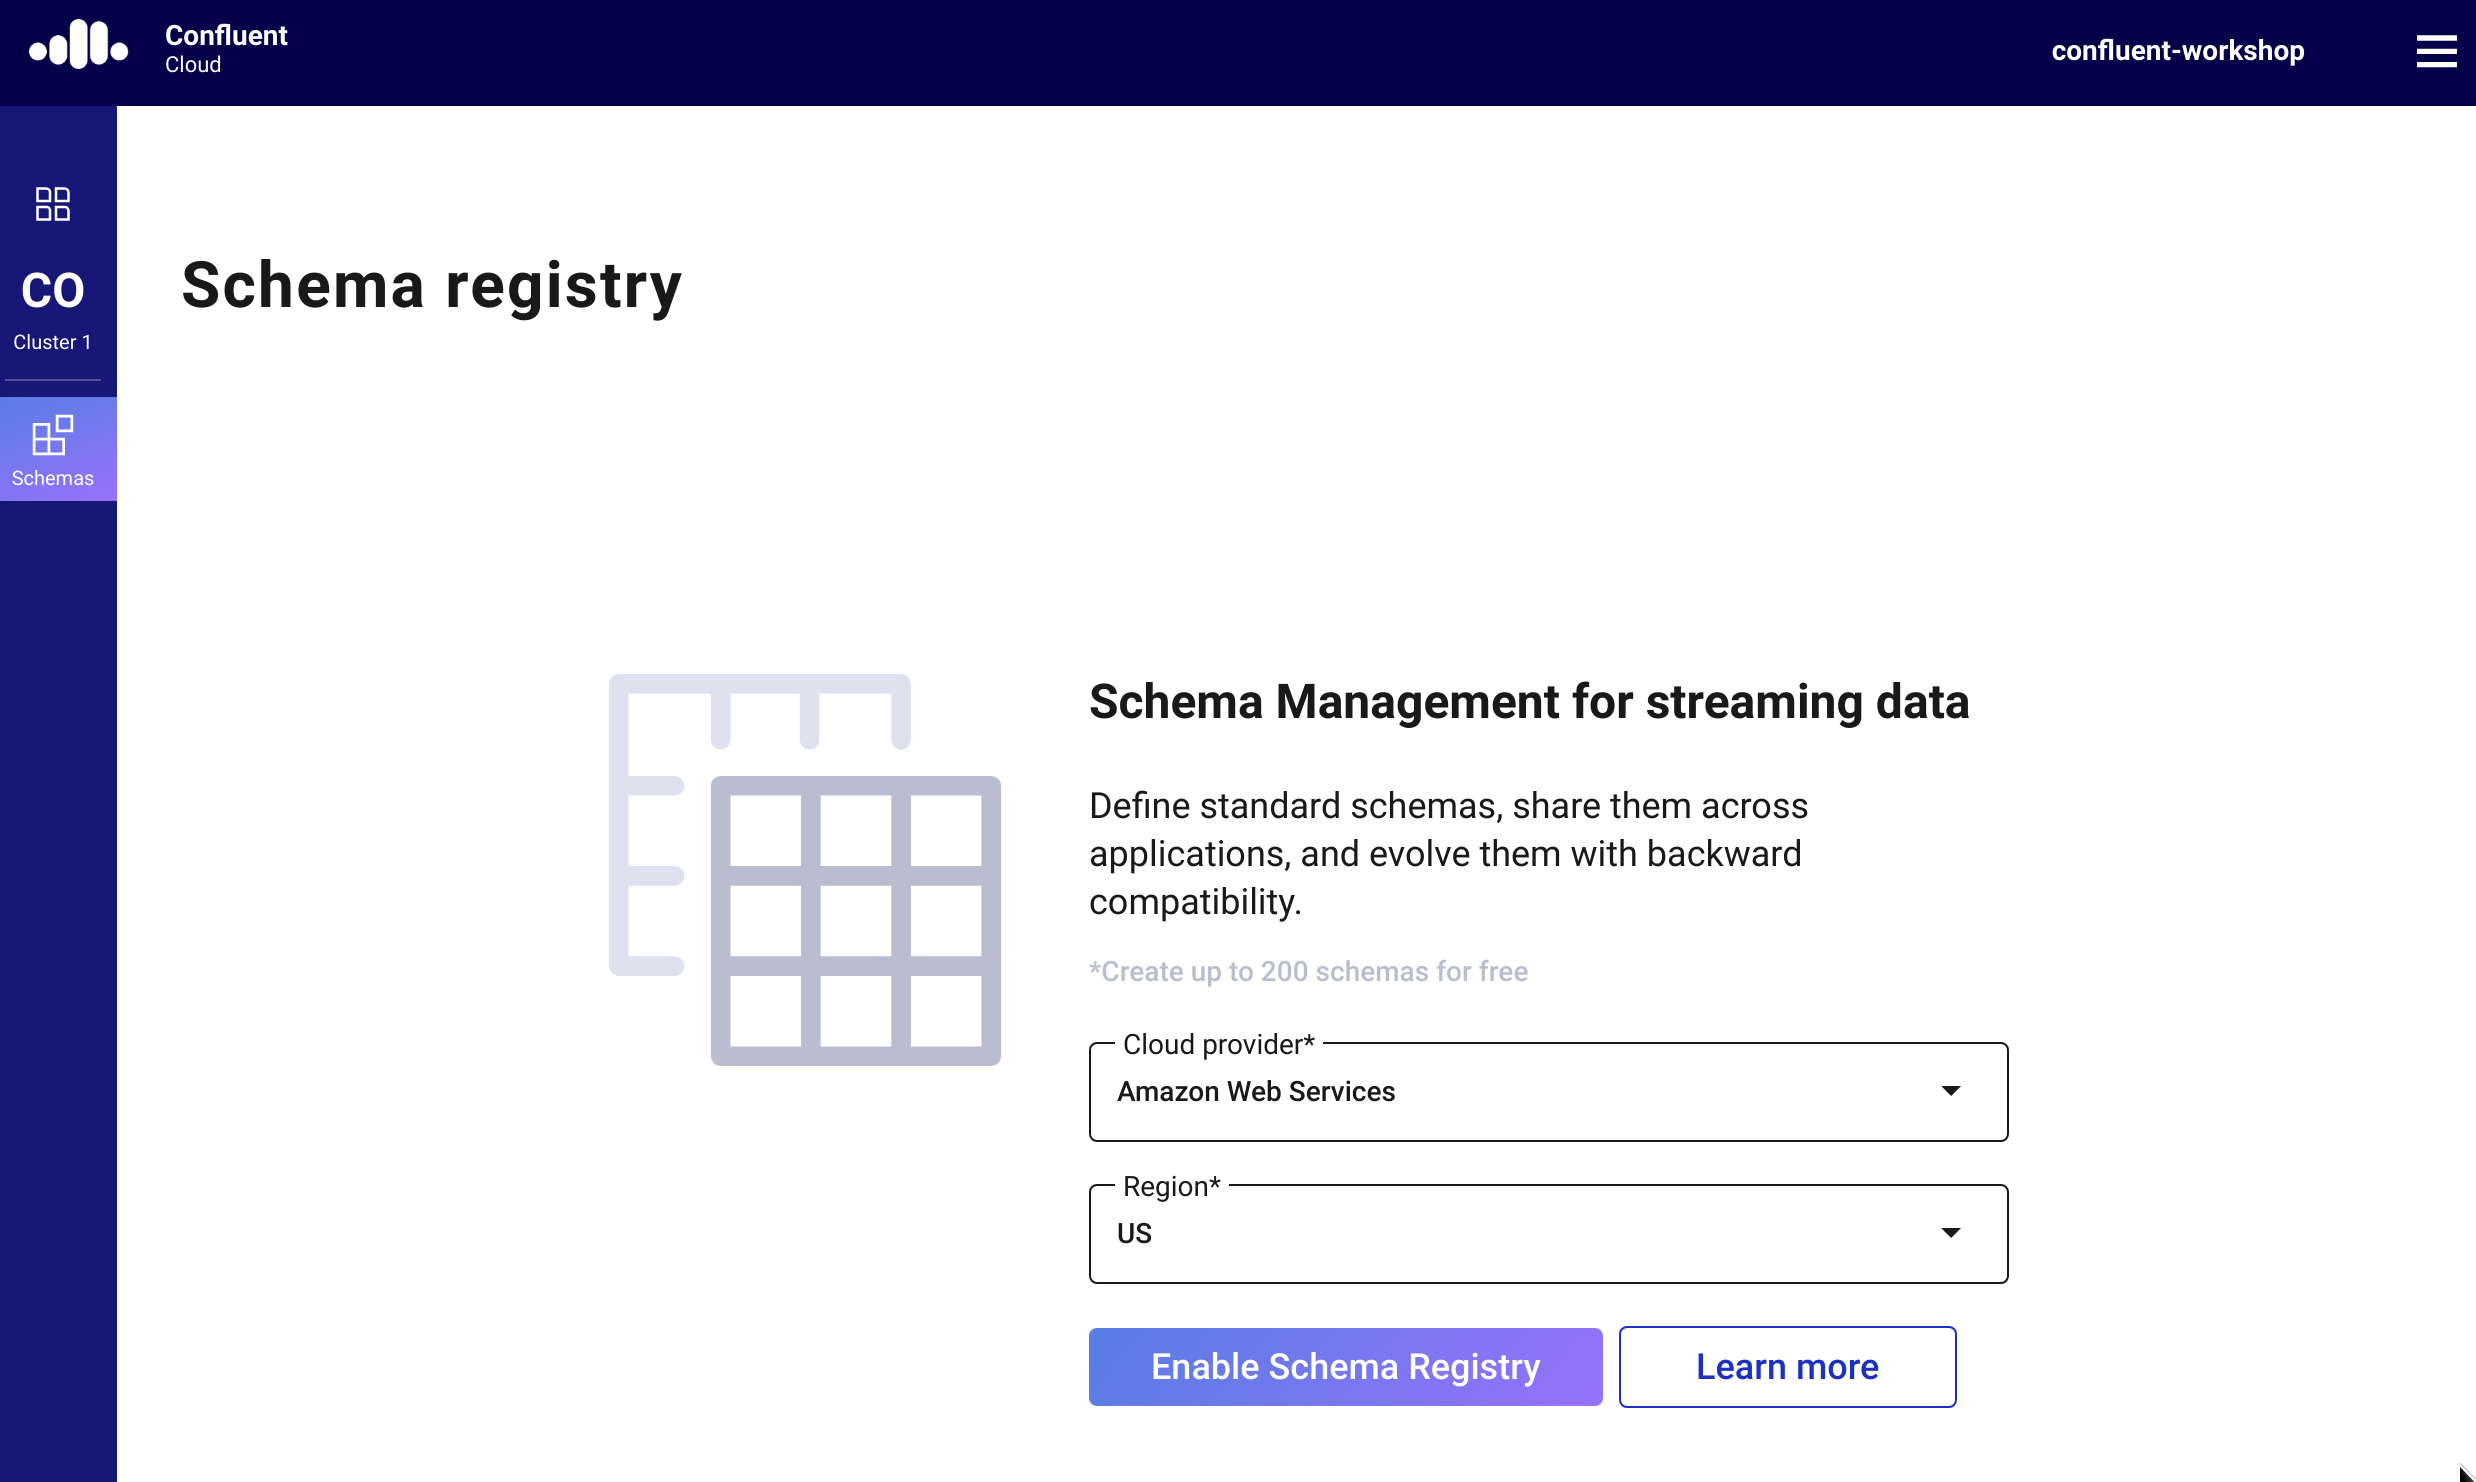 Confluent
Cloud
confluent-workshop
CO
Cluster 1
Schemas
Schema registry
Schema Management for streaming data
Define standard schemas, share them across
applications, and evolve them with backward
compatibility.
*Create up to 200 schemas for free
Cloud provider*
Amazon Web Services
Region*
US
Enable Schema Registry
Learn more